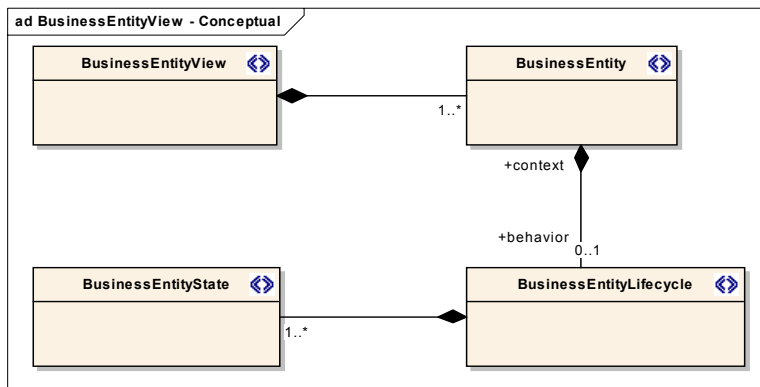 ad BusinessEntityView - Conceptual
BusinessEntityView
BusinessEntity
1..*
+context
+behavior
0..1
BusinessEntityState
BusinessEntityLifecycle
1..*